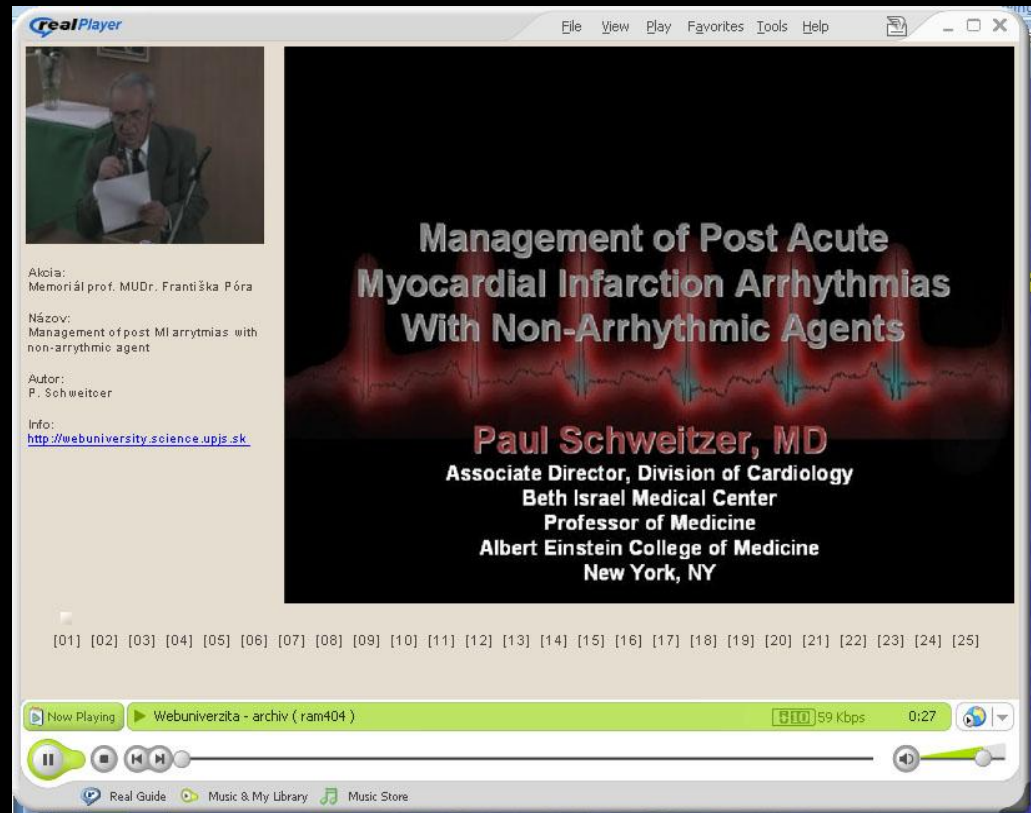 realPlayer
File View Play Favorites Tools Help
Akcia:
Memoriál prof. MUDr. Františka Póra
Názov:
Management of post MI arrytmias with
non-arrythmic agent
Autor:
P. Schweitcer
Info:
http://webuniversity.science.upjs.sk
Management of Post Acute
Myocardial Infarction Arrhythmias
With Non-Arrhythmic Agents
Paul Schweitzer, MD
Associate Director, Division of Cardiology
Beth Israel Medical Center
Professor of Medicine
Albert Einstein College of Medicine
New York, NY
[01] [02] [03] [04] [05] [06] [07] [08] [09] [10] [11] [12] [13] [14] [15] [16] [17] [18] [19] [20] [21] [22] [23] [24] [25]
Now Playing Webuniverzita - archiv ( ram404 ) 59 Kbps 0:27
Real Guide Music & My Library Music Store